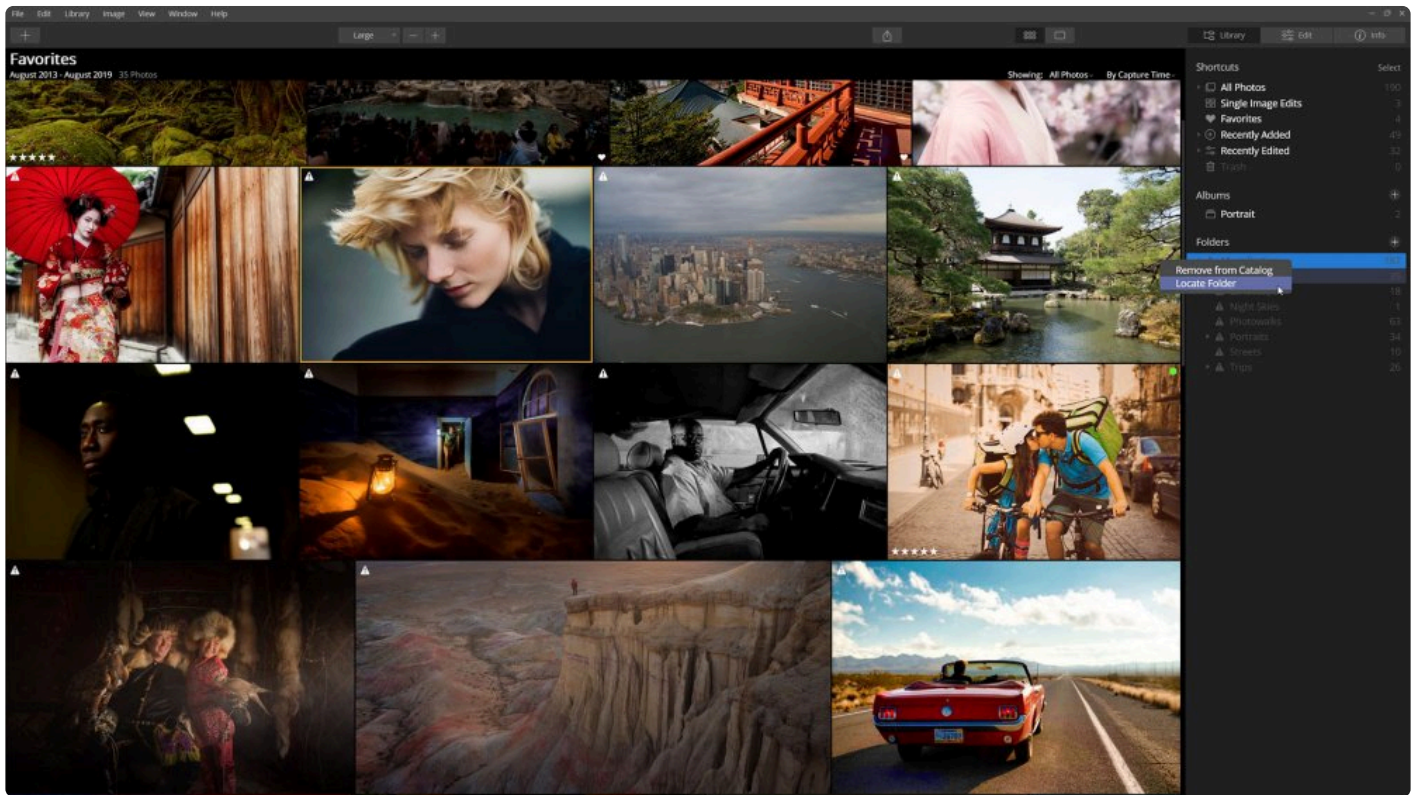 File Edit Library Image View Window Help
Large
Library Edit Info
Favorites
August 2013 - August 2019 35 Photos
Showing: All Photos By Capture Time
Shortcuts Select
All Photos 190
Single Image Edits 3
Favorites 4
Recently Added 49
Recently Edited 32
Trash 0
Albums
Portrait 2
Folders
Remove from Catalog
Locate Folder
18
Night Skies 1
Photowalks 63
Portraits 34
Streets 10
Trips 26